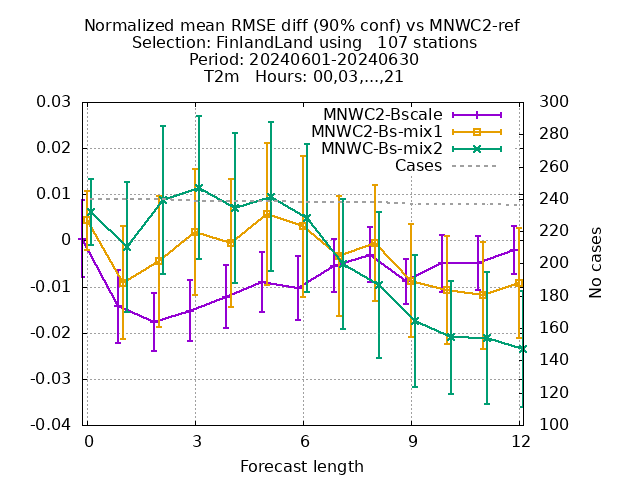 Normalized mean RMSE diff (90% conf) vs MNWC2-ref
Selection: FinlandLand using   107 stations
Period: 20240601-20240630
T2m   Hours: 00,03,...,21
MNWC2-Bscale
MNWC2-Bs-mix1
MNWC-Bs-mix2
Cases
0.03
0.02
0.01
0
-0.01
-0.02
-0.03
-0.04
300
280
260
240
220
200
180
160
140
120
100
No cases
0 3 6 9 12
Forecast length